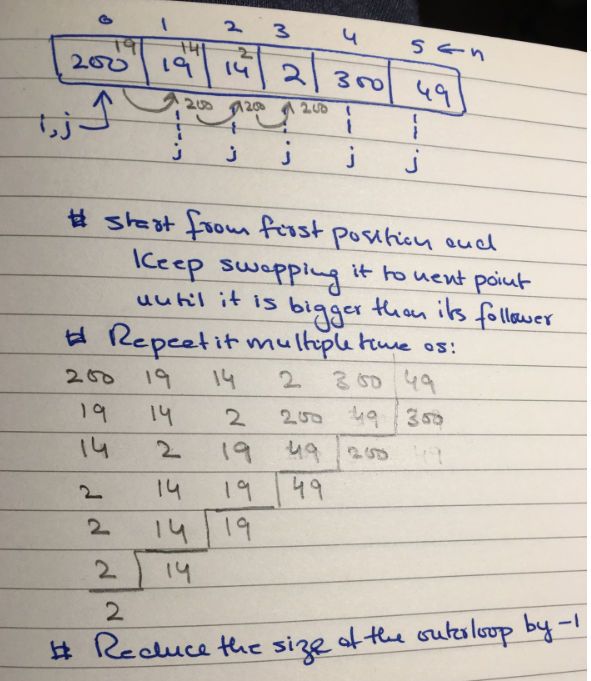 0 1 2 3 4 5 ← n
19 14 2
200 19 14 2 300 49
200 200 200
i,j
j j j j j
# start from first position and
Keep swapping it to next point
until it is bigger than its follower
# Repeat it multiple time as:
200 19 14 2 300 49
19 14 2 200 49 300
14 2 19 49 200 49
2 14 19 49
2 14 19
2 14
2
# Reduce the size of the outerloop by -1